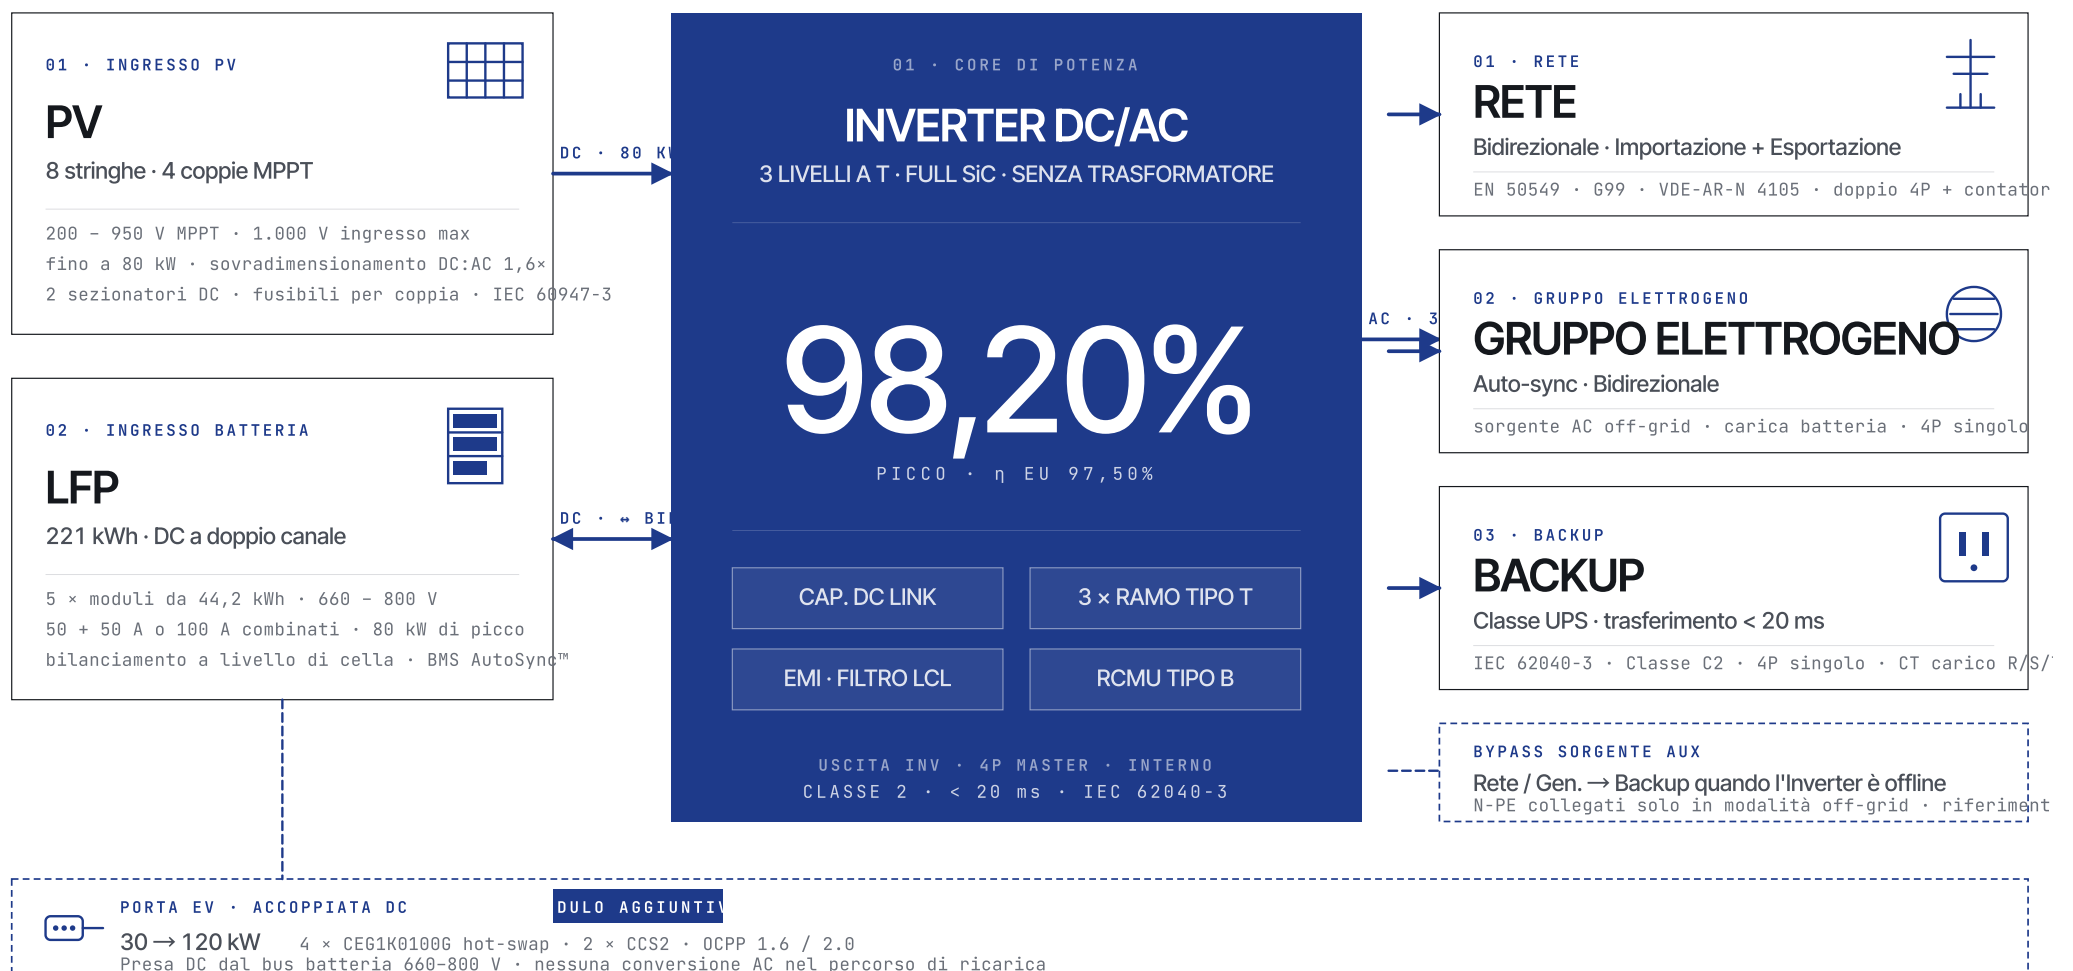 01 · INGRESSO PV
PV
8 stringhe · 4 coppie MPPT
200 – 950 V MPPT · 1.000 V ingresso max
fino a 80 kW · sovradimensionamento DC:AC 1,6×
2 sezionatori DC · fusibili per coppia · IEC 60947-3
DC · 80
02 · INGRESSO BATTERIA
LFP
221 kWh · DC a doppio canale
5 × moduli da 44,2 kWh · 660 – 800 V
50 + 50 A o 100 A combinati · 80 kW di picco
bilanciamento a livello di cella · BMS AutoSync™
DC · ↔
01 · CORE DI POTENZA
INVERTER DC/AC
3 LIVELLI A T · FULL SiC · SENZA TRASFORMATORE
98,20%
PICCO · η EU 97,50%
CAP. DC LINK
3 × RAMO TIPO T
EMI · FILTRO LCL
RCMU TIPO B
USCITA INV · 4P MASTER · INTERNO
CLASSE 2 · < 20 ms · IEC 62040-3
AC · 3
01 · RETE
RETE
Bidirezionale · Importazione + Esportazione
EN 50549 · G99 · VDE-AR-N 4105 · doppio 4P + contator
02 · GRUPPO ELETTROGENO
GRUPPO ELETTROGENO
Auto-sync · Bidirezionale
sorgente AC off-grid · carica batteria · 4P singolo
03 · BACKUP
BACKUP
Classe UPS · trasferimento < 20 ms
IEC 62040-3 · Classe C2 · 4P singolo · CT carico R/S/
BYPASS SORGENTE AUX
Rete / Gen. → Backup quando l'Inverter è offline
N-PE collegati solo in modalità off-grid · riferiment
PORTA EV · ACCOPPIATA DC
DULO AGGIUNTIV
30 → 120 kW
4 × CEG1K0100G hot-swap · 2 × CCS2 · OCPP 1.6 / 2.0
Presa DC dal bus batteria 660–800 V · nessuna conversione AC nel percorso di ricarica